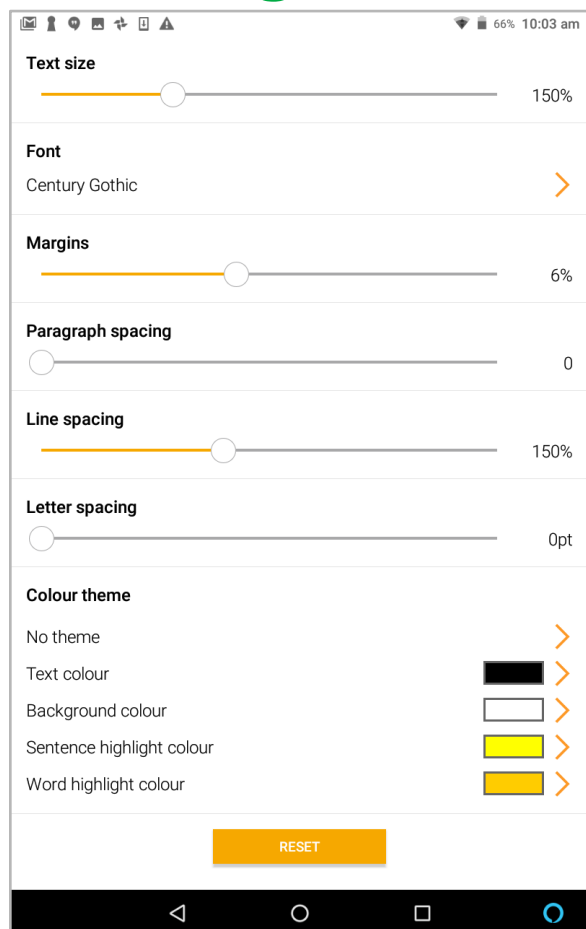 66% 10:03 am
Text size
150%
Font
Century Gothic
Margins
6%
Paragraph spacing
0
Line spacing
150%
Letter spacing
0pt
Colour theme
No theme
Text colour
Background colour
Sentence highlight colour
Word highlight colour
RESET